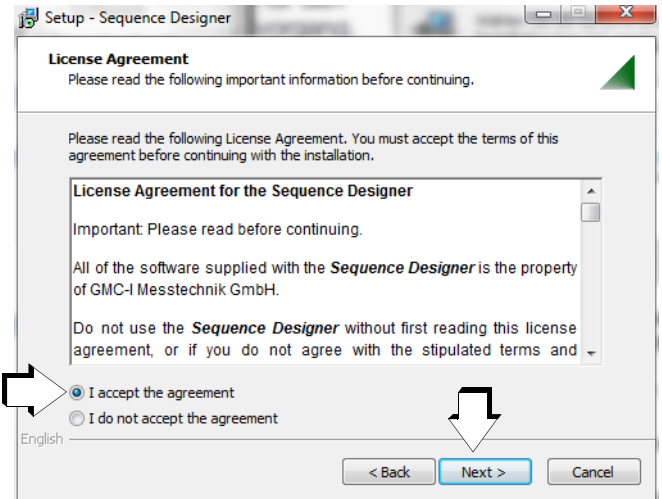 Setup - Sequence Designer
License Agreement
Please read the following important information before continuing.
Please read the following License Agreement. You must accept the terms of this
agreement before continuing with the installation.
License Agreement for the Sequence Designer
Important: Please read before continuing.
All of the software supplied with the Sequence Designer is the property
of GMC-I Messtechnik GmbH.
Do not use the Sequence Designer without first reading this license
agreement, or if you do not agree with the stipulated terms and
I accept the agreement
I do not accept the agreement
English
< Back Next > Cancel